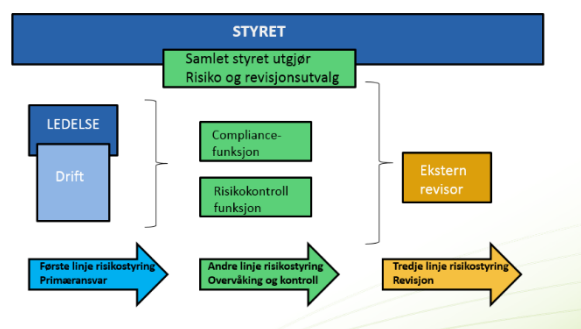 STYRET
Samlet styret utgjør
Risiko og revisjonsutvalg
LEDELSE
Drift
Compliance-
funksjon
Risikokontroll
funksjon
Ekstern
revisor
Første linje risikostyring
Primæransvar
Andre linje risikostyring
Overvåking og kontroll
Tredje linje risikostyring
Revisjon